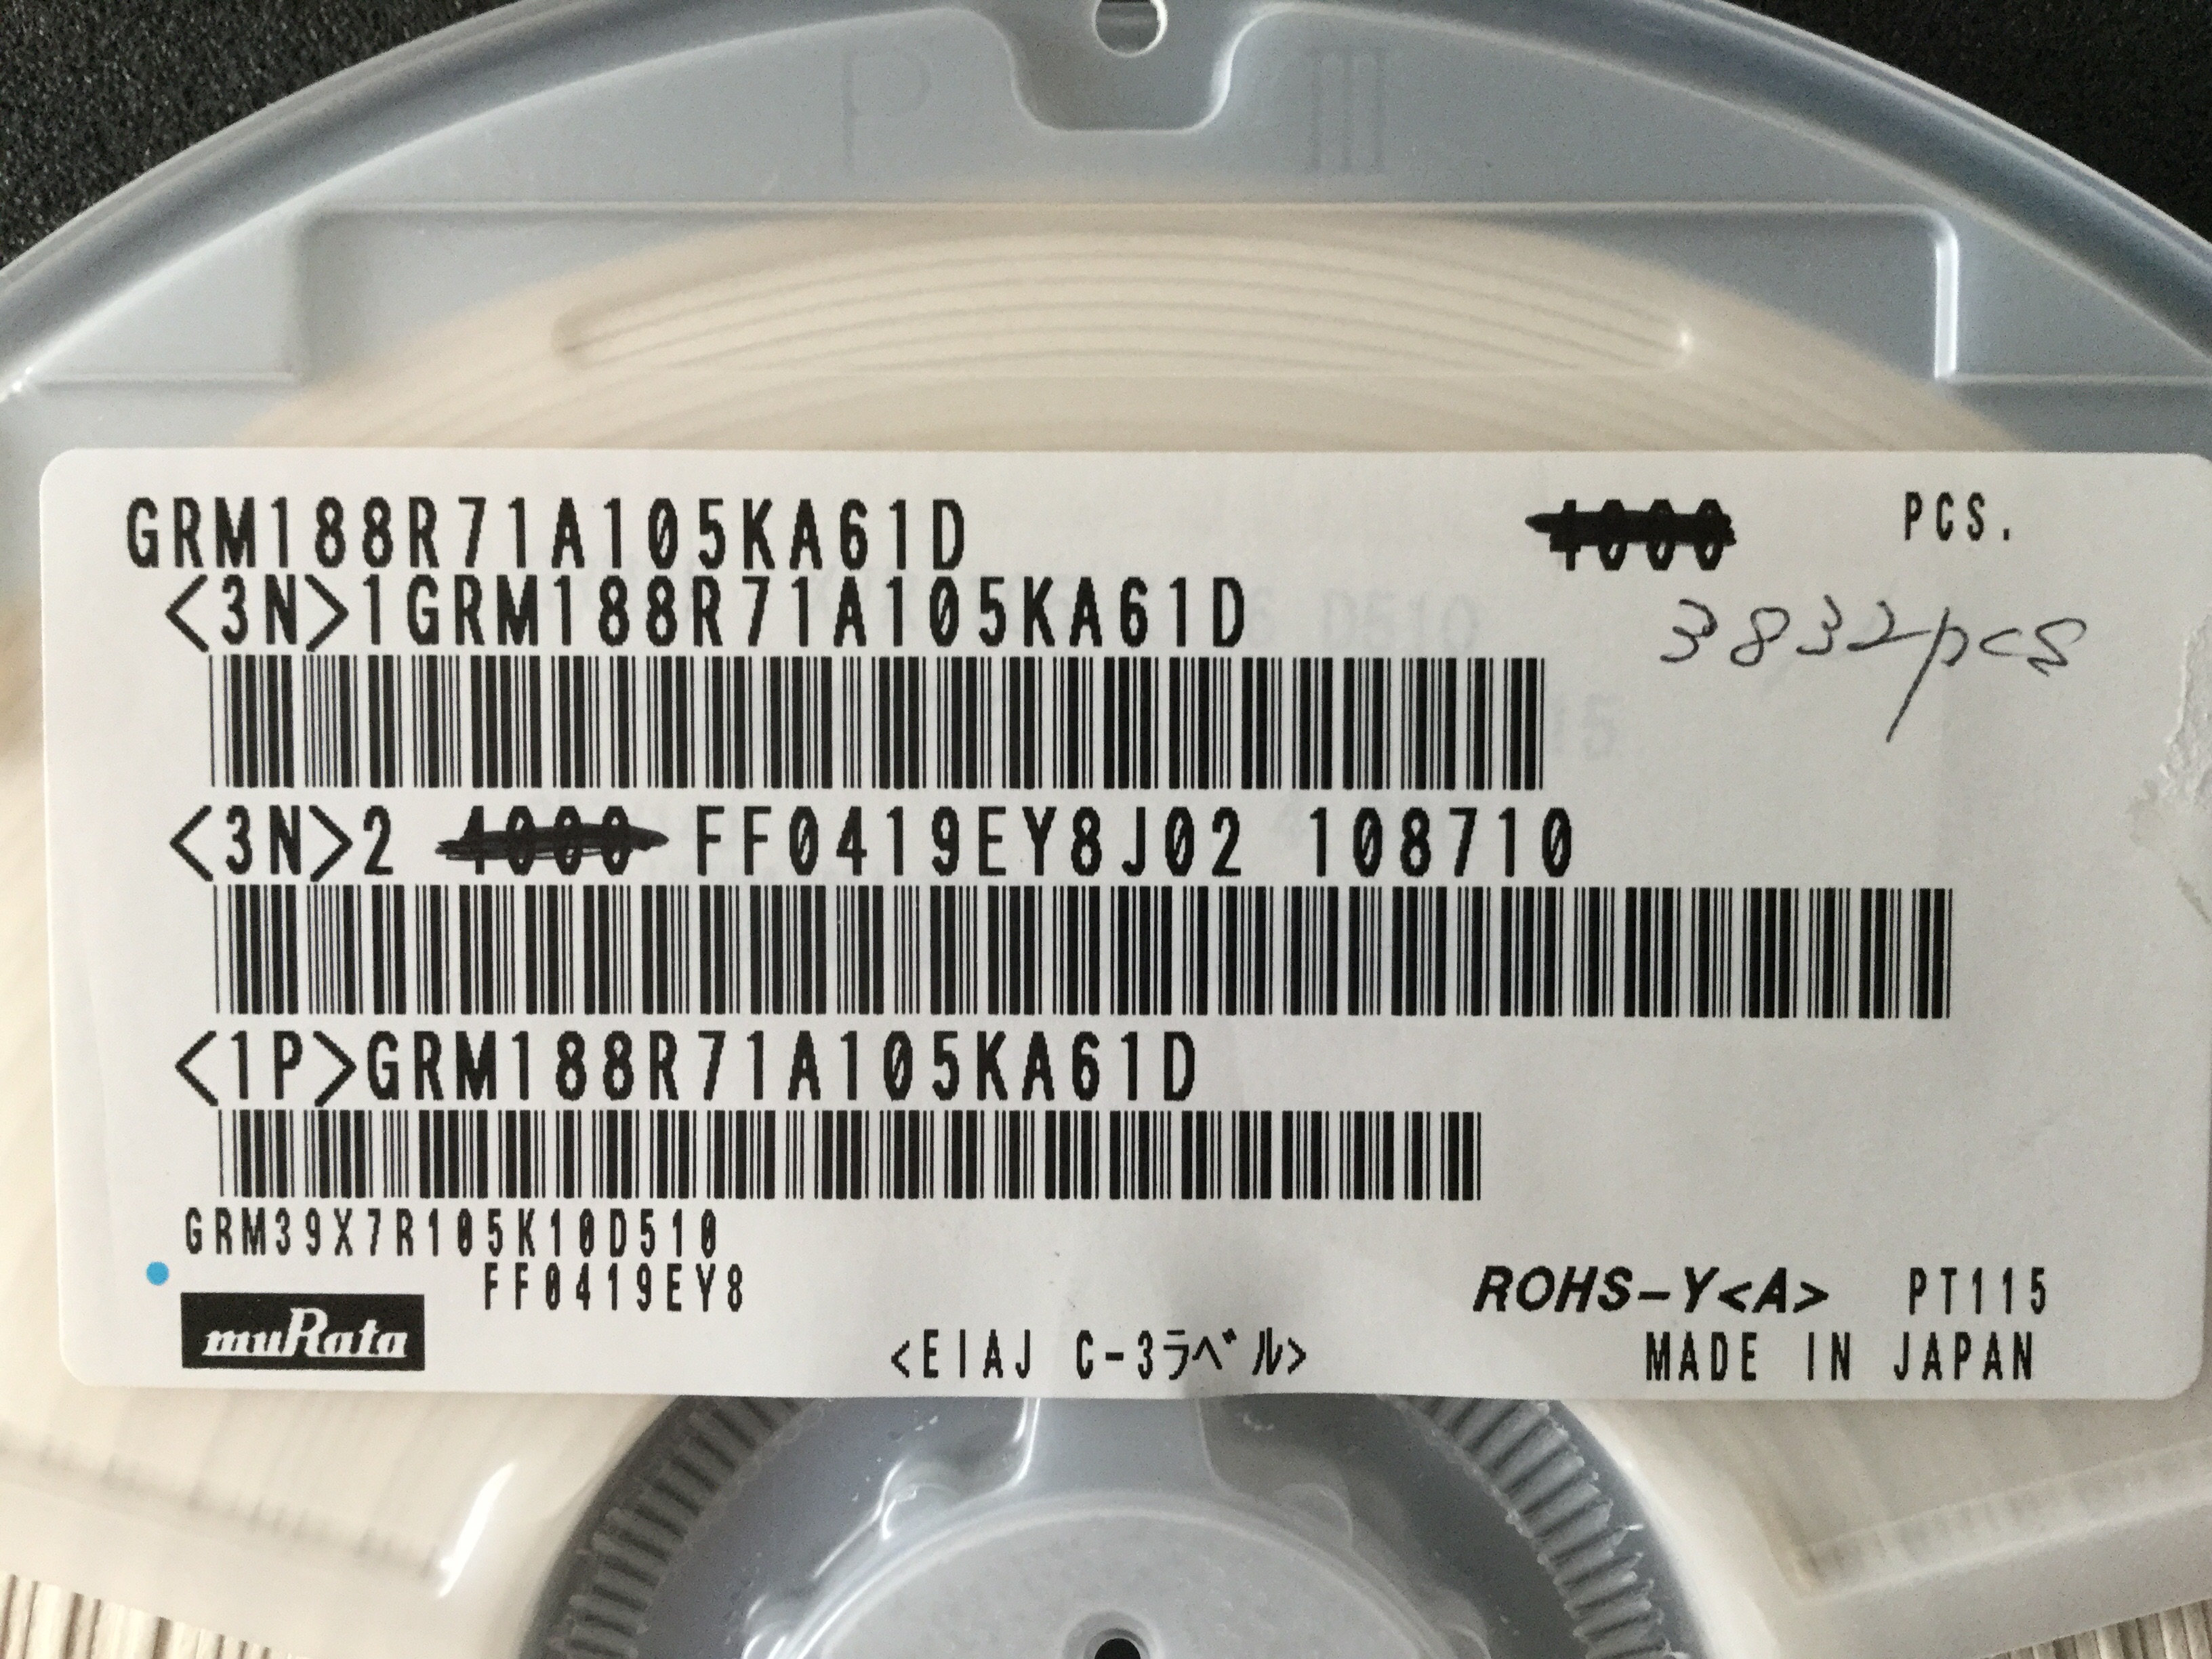 GRM188R71A105KA61D 4000 PCS.
<3N>1GRM188R71A105KA61D
3832pcs
<3N>2 4000 FF0419EY8J02 108710
<1P>GRM188R71A105KA61D
GRM39X7R105K10D510
FF0419EY8
ROHS-Y<A> PT115
muRata
<EIAJ C-3ラベル>
MADE IN JAPAN